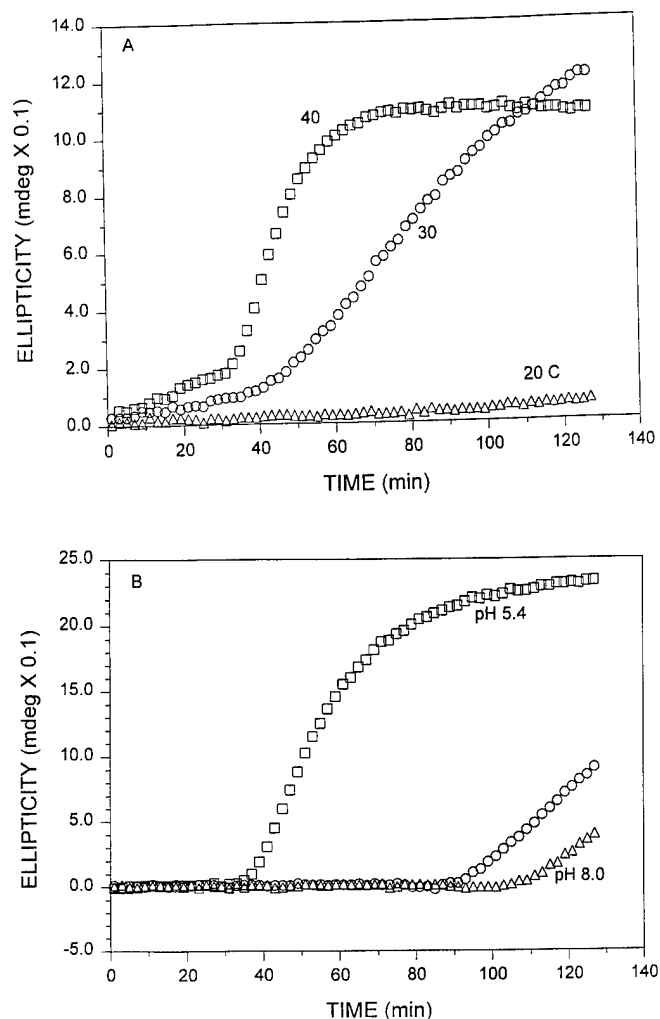 A
14.0
12.0
10.0
8.0
6.0
4.0
2.0
0.0
ELLIPTICITY (mdeg X 0.1)
40
30
20 C
0 20 40 60 80 100 120 140
TIME (min)
B
25.0
20.0
15.0
10.0
5.0
0.0
-5.0
ELLIPTICITY (mdeg X 0.1)
pH 5.4
pH 8.0
0 20 40 60 80 100 120 140
TIME (min)